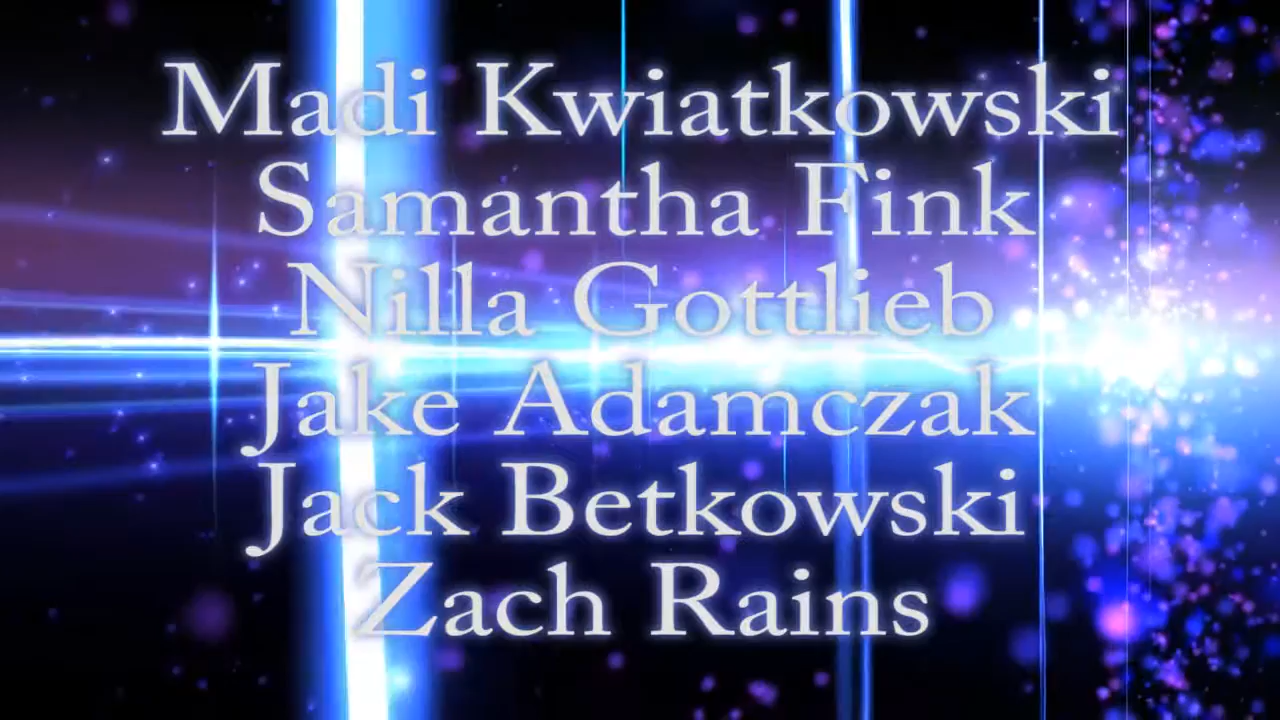 Madi Kwiatkowski
Samantha Fink
Nilla Gottlieb
Jake Adamczak
Jack Betkowski
Zach Rains